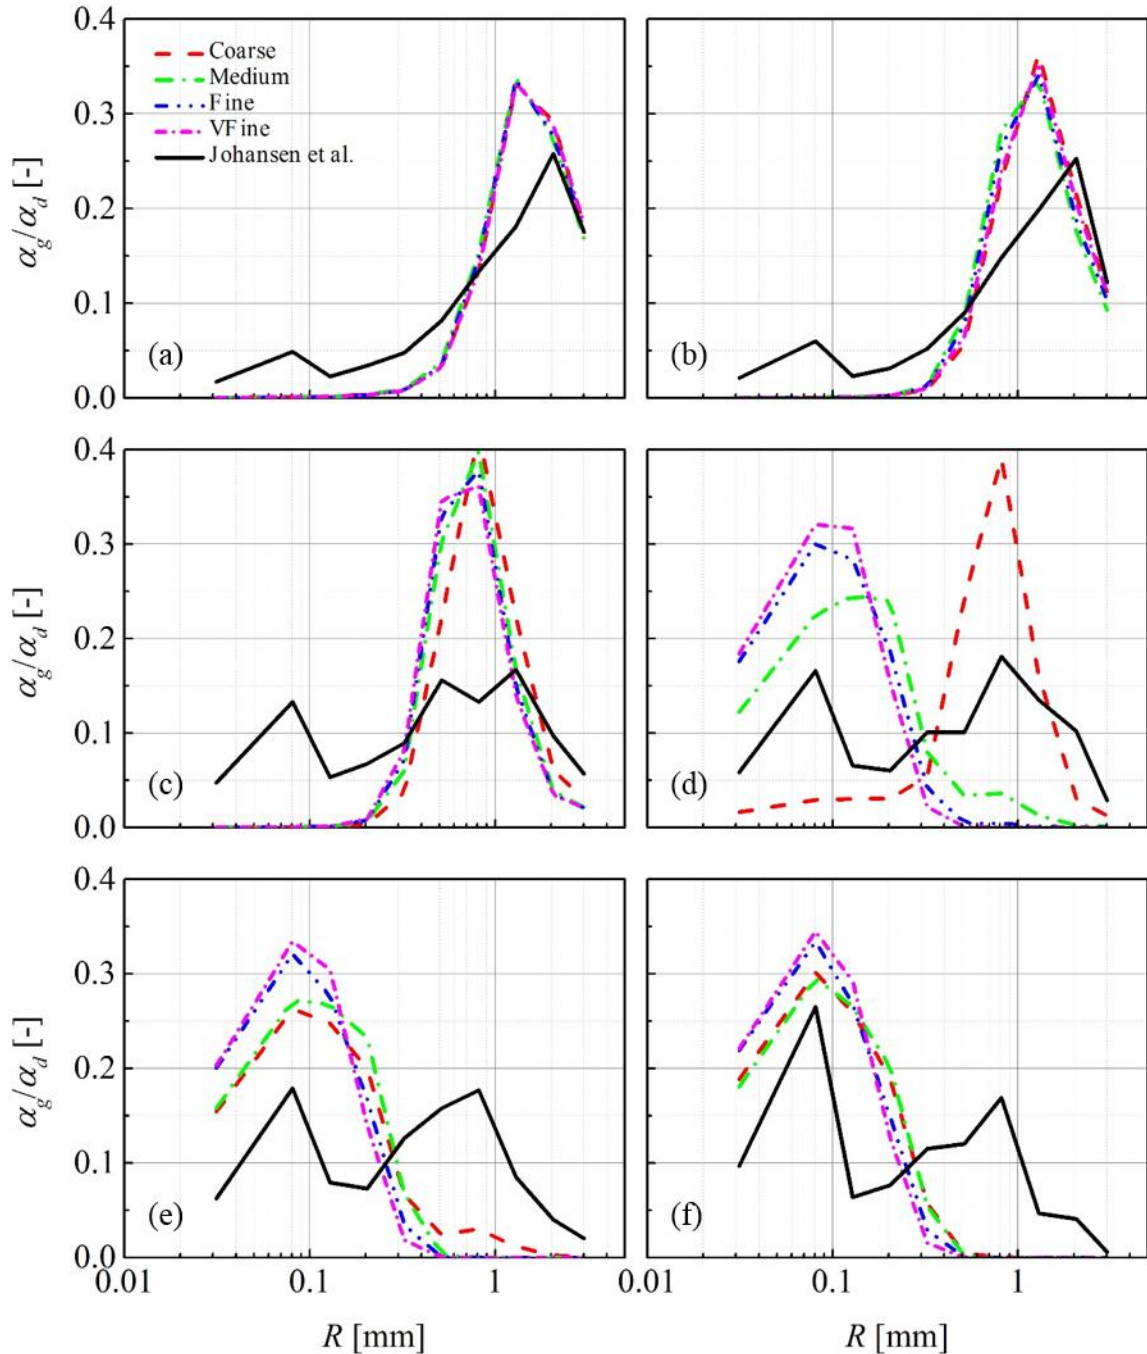 0.4
Coarse
Medium
0.3
Fine
VFine
Johansen et al.
0.2
α_g/α_d [-]
0.1
(a)
(b)
0.0
0.4
0.3
0.2
α_g/α_d [-]
0.1
(c)
(d)
0.0
0.4
0.3
0.2
α_g/α_d [-]
0.1
(e)
(f)
0.0
0.01 0.1 1 0.01 0.1 1
R [mm] R [mm]